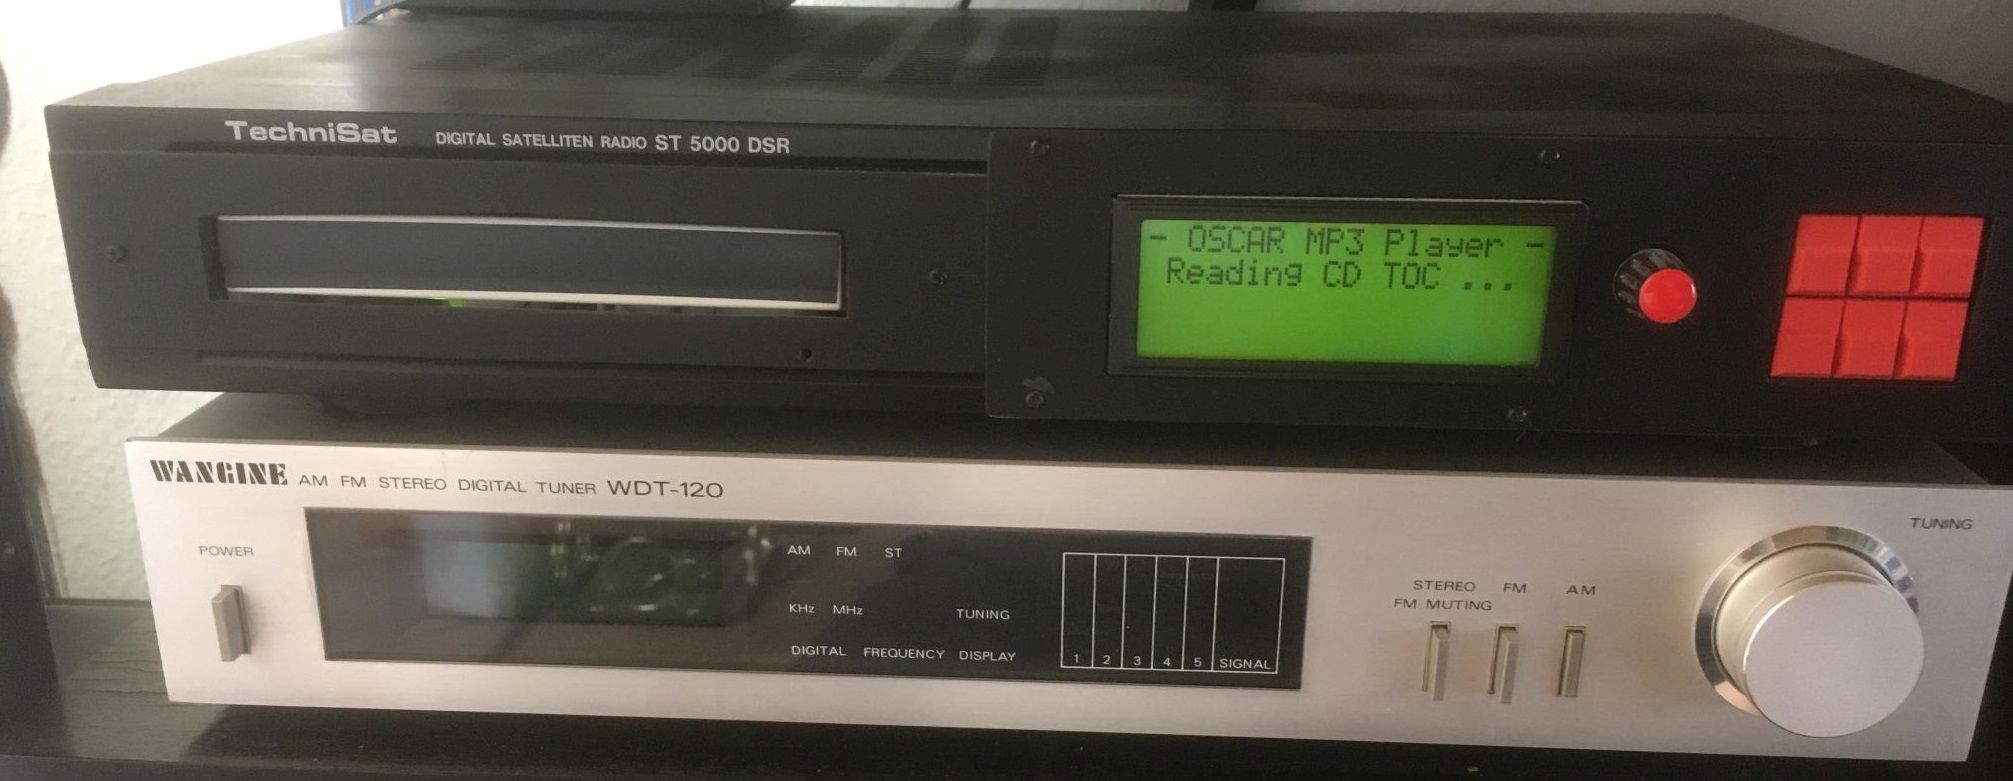 TechniSat DIGITAL SATELLITEN RADIO ST 5000 DSR
- OSCAR MP3 Player -
Reading CD TOC ...
WANGINE AM FM STEREO DIGITAL TUNER WDT-120
POWER
AM FM ST
KHz MHz TUNING
DIGITAL FREQUENCY DISPLAY
1 2 3 4 5 SIGNAL
STEREO FM AM
FM MUTING
TUNING